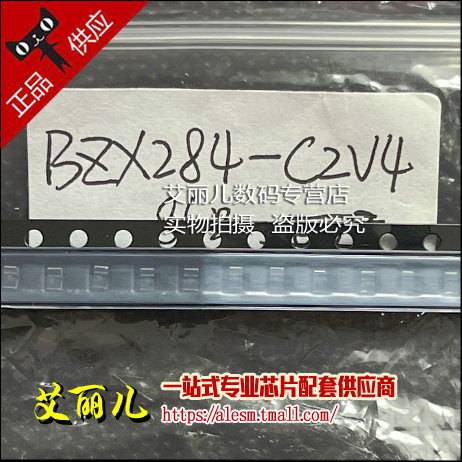 正品供应
BZX284-C2V4
艾丽儿数码专营店
实物拍摄 盗版必究
艾丽儿
一站式专业芯片配套供应商
https://alesm.tmall.com/